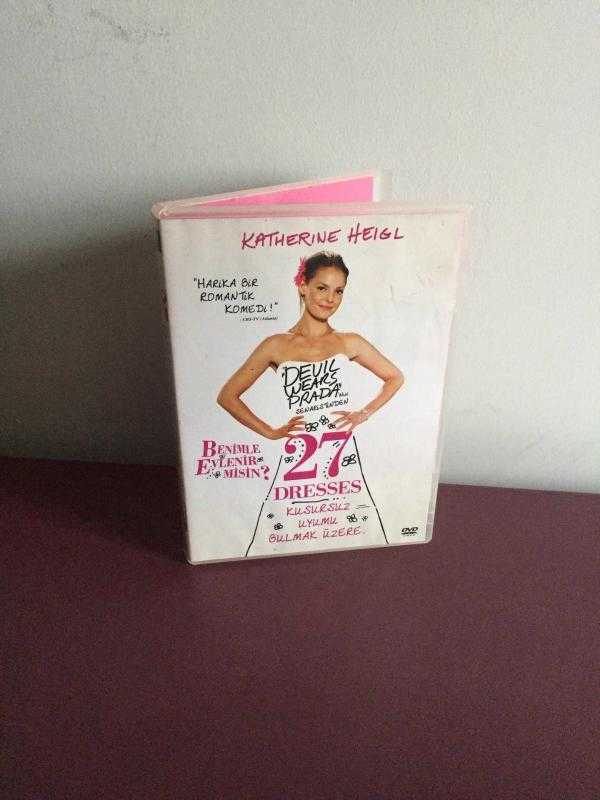 KATHERINE HEIGL
"HARIKA BIR
ROMANTIK
KOMEDI!"
"DEVIL
WEARS
PRADA"NIN
SENARISTINDEN
BENIMLE
EVLENIR
MISIN?
27
DRESSES
KUSURSUZ
UYUMU
BULMAK ÜZERE.
DVD